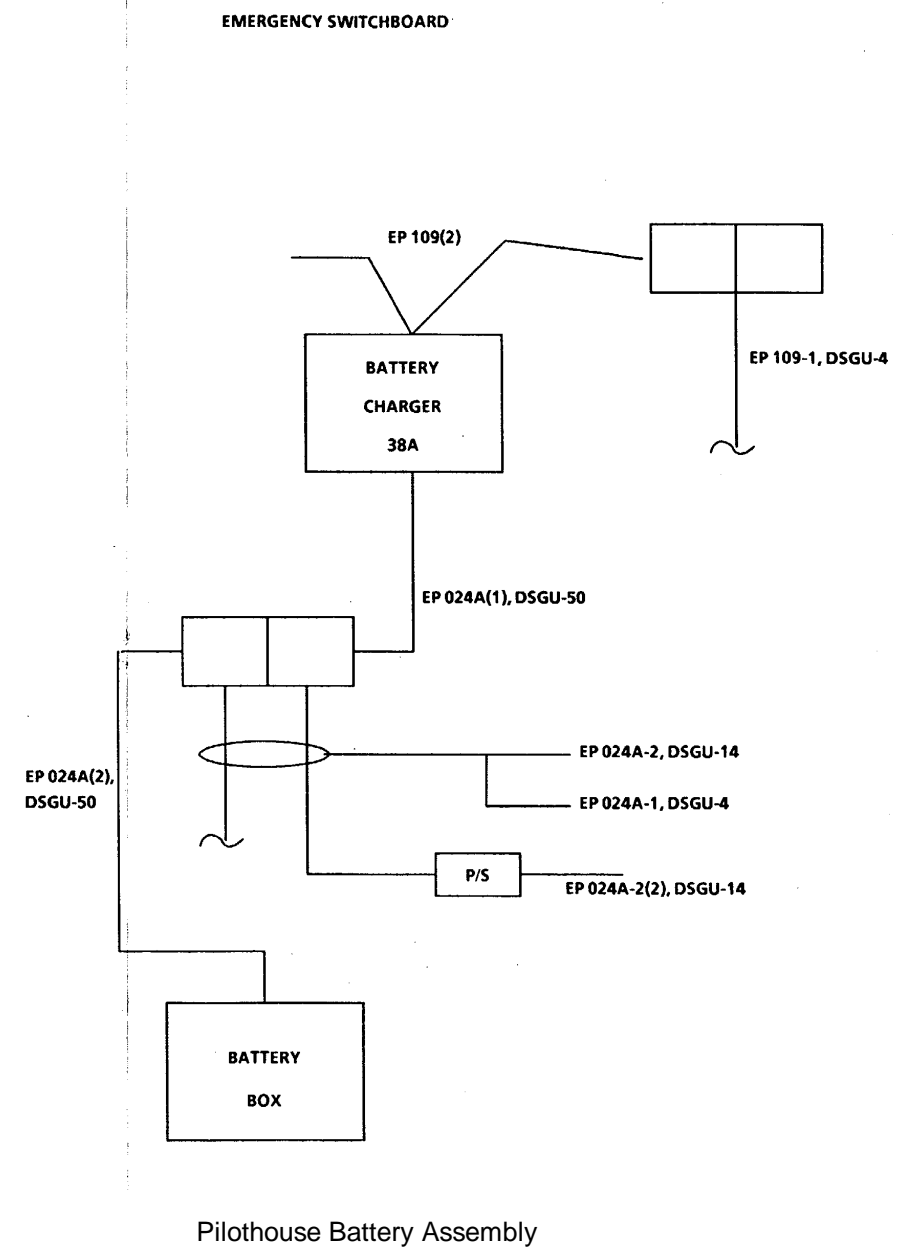 EMERGENCY SWITCHBOARD
EP 109(2)
EP 109-1, DSGU-4
BATTERY
CHARGER
38A
EP 024A(1), DSGU-50
EP 024A-2, DSGU-14
EP 024A(2),
DSGU-50
EP 024A-1, DSGU-4
P/S
EP 024A-2(2), DSGU-14
BATTERY
BOX
Pilothouse Battery Assembly